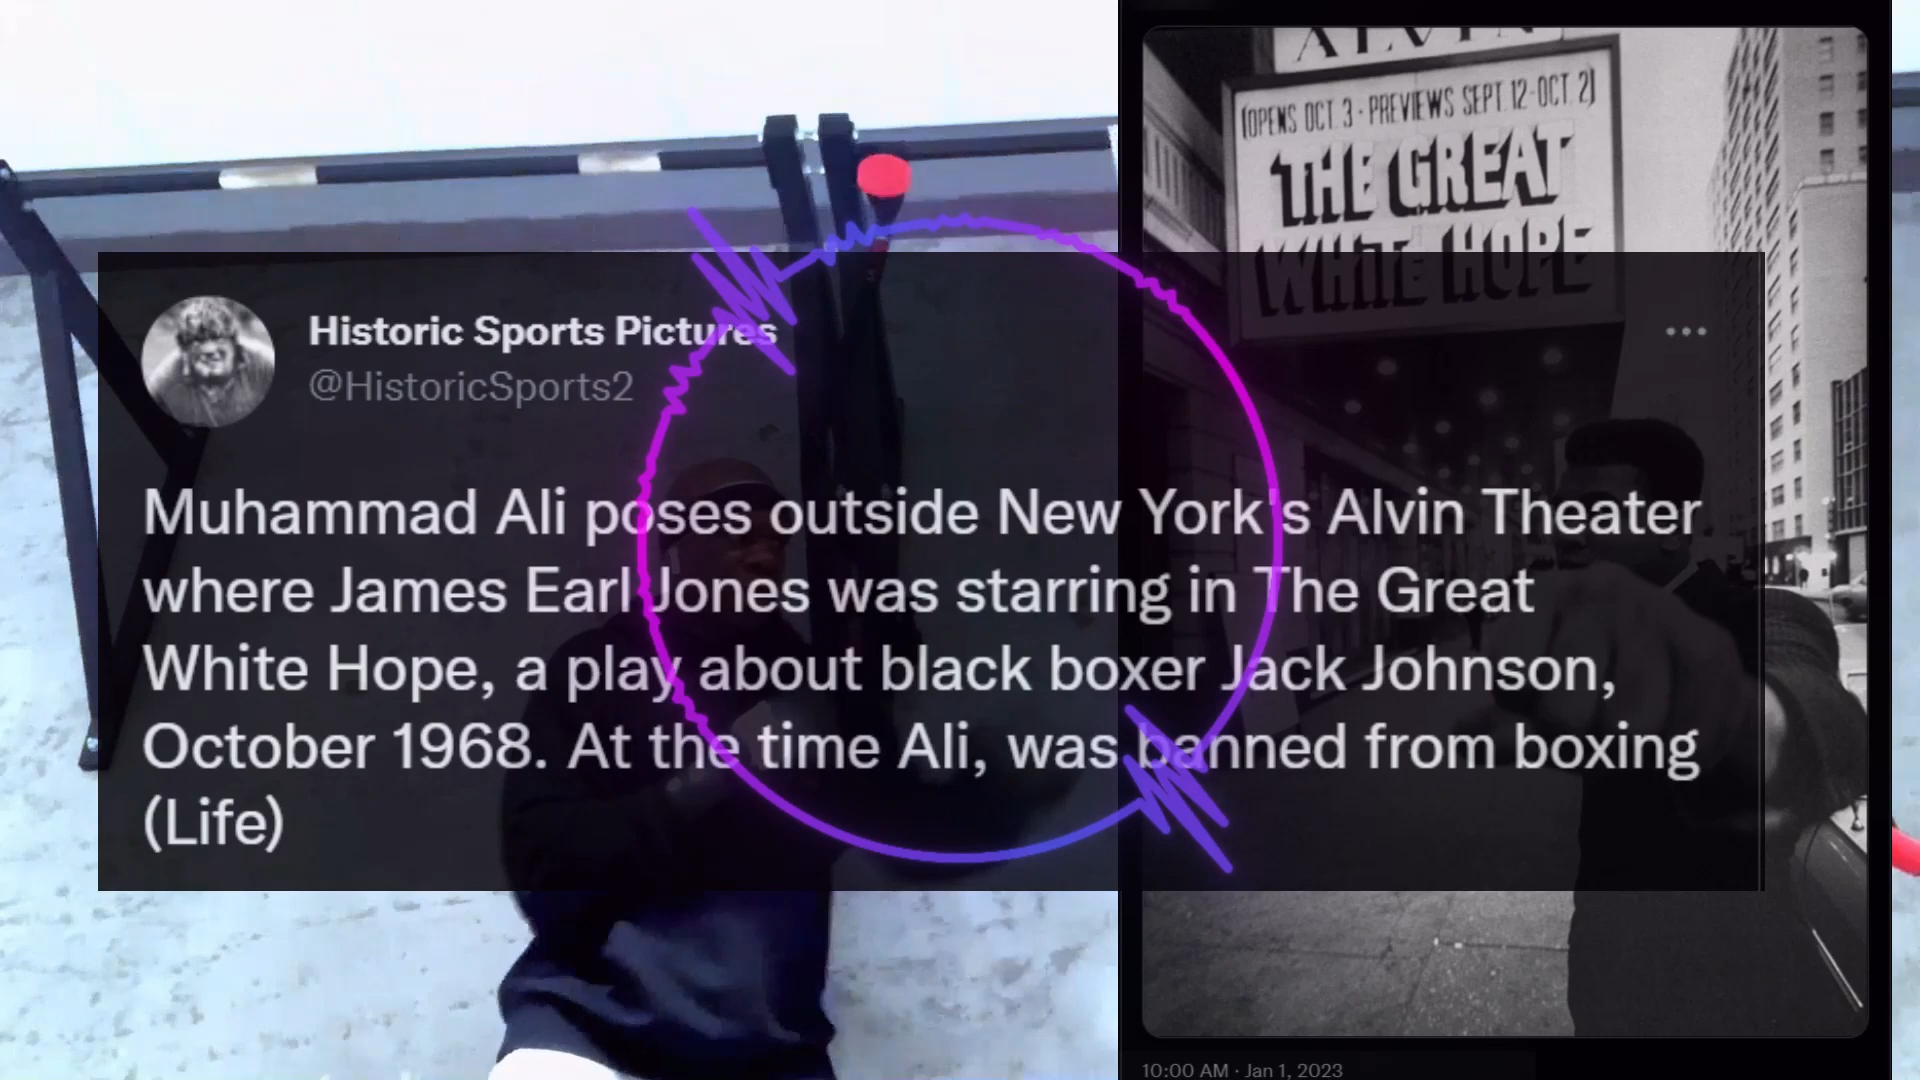 ALVIN
(OPENS OCT. 3 - PREVIEWS SEPT. 12-OCT. 2)
THE GREAT
WHITE HOPE
Historic Sports Pictures
@HistoricSports2
Muhammad Ali poses outside New York's Alvin Theater
where James Earl Jones was starring in The Great
White Hope, a play about black boxer Jack Johnson,
October 1968. At the time Ali, was banned from boxing
(Life)
10:00 AM · Jan 1, 2023